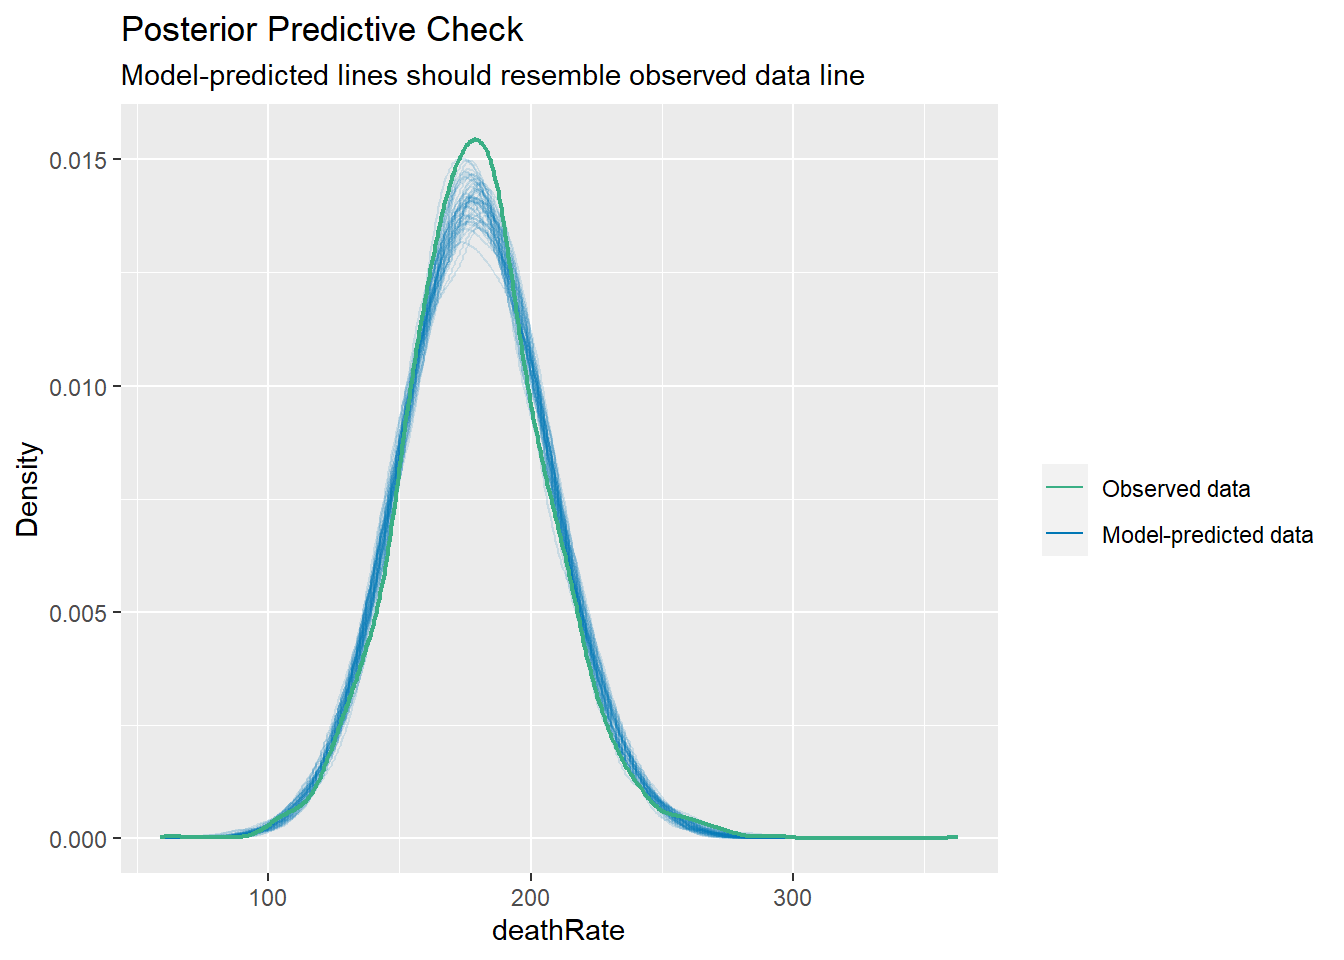 Posterior Predictive Check
Model-predicted lines should resemble observed data line
0.015
0.010
0.005
0.000
Density
100
200
300
deathRate
Observed data
Model-predicted data